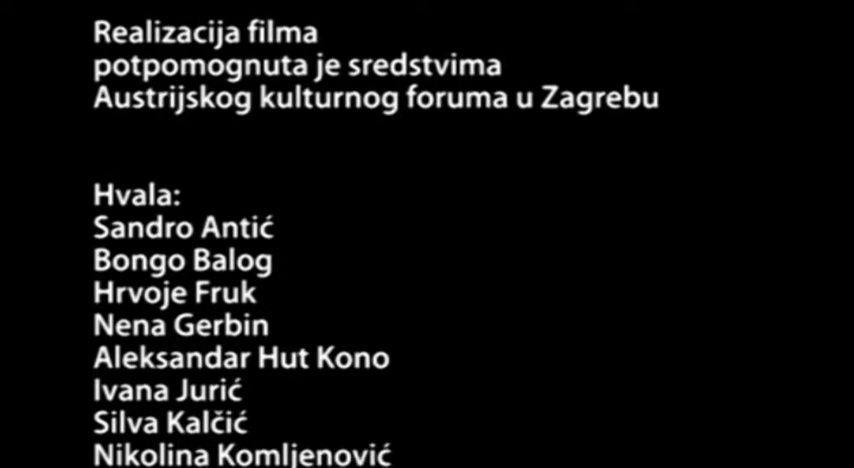 Realizacija filma
potpomognuta je sredstvima
Austrijskog kulturnog foruma u Zagrebu
Hvala:
Sandro Antić
Bongo Balog
Hrvoje Fruk
Nena Gerbin
Aleksandar Hut Kono
Ivana Jurić
Silva Kalčić
Nikolina Komljenović